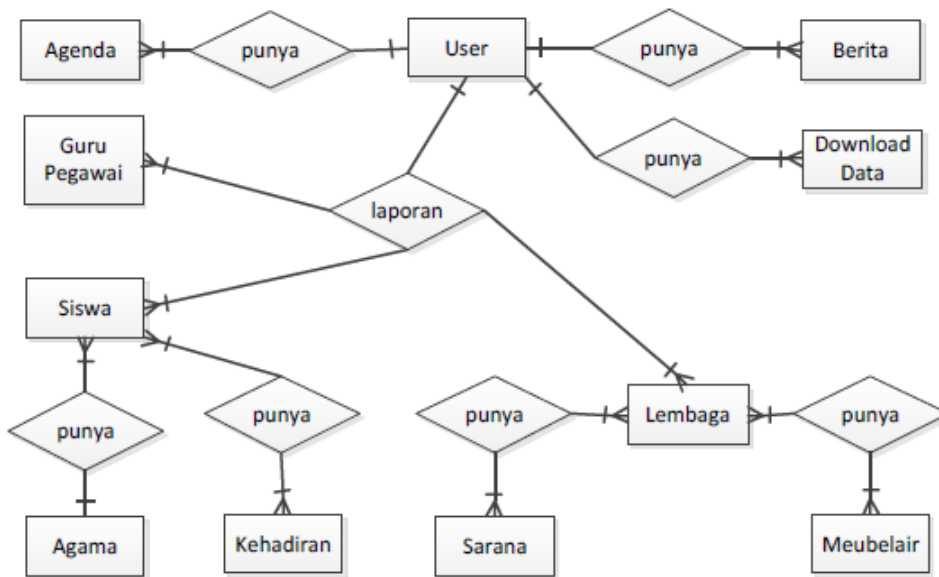 Agenda
punya
User
punya
Berita
Guru
Pegawai
punya
Download
Data
laporan
Siswa
punya
punya
punya
Lembaga
punya
Agama
Kehadiran
Sarana
Meubelair